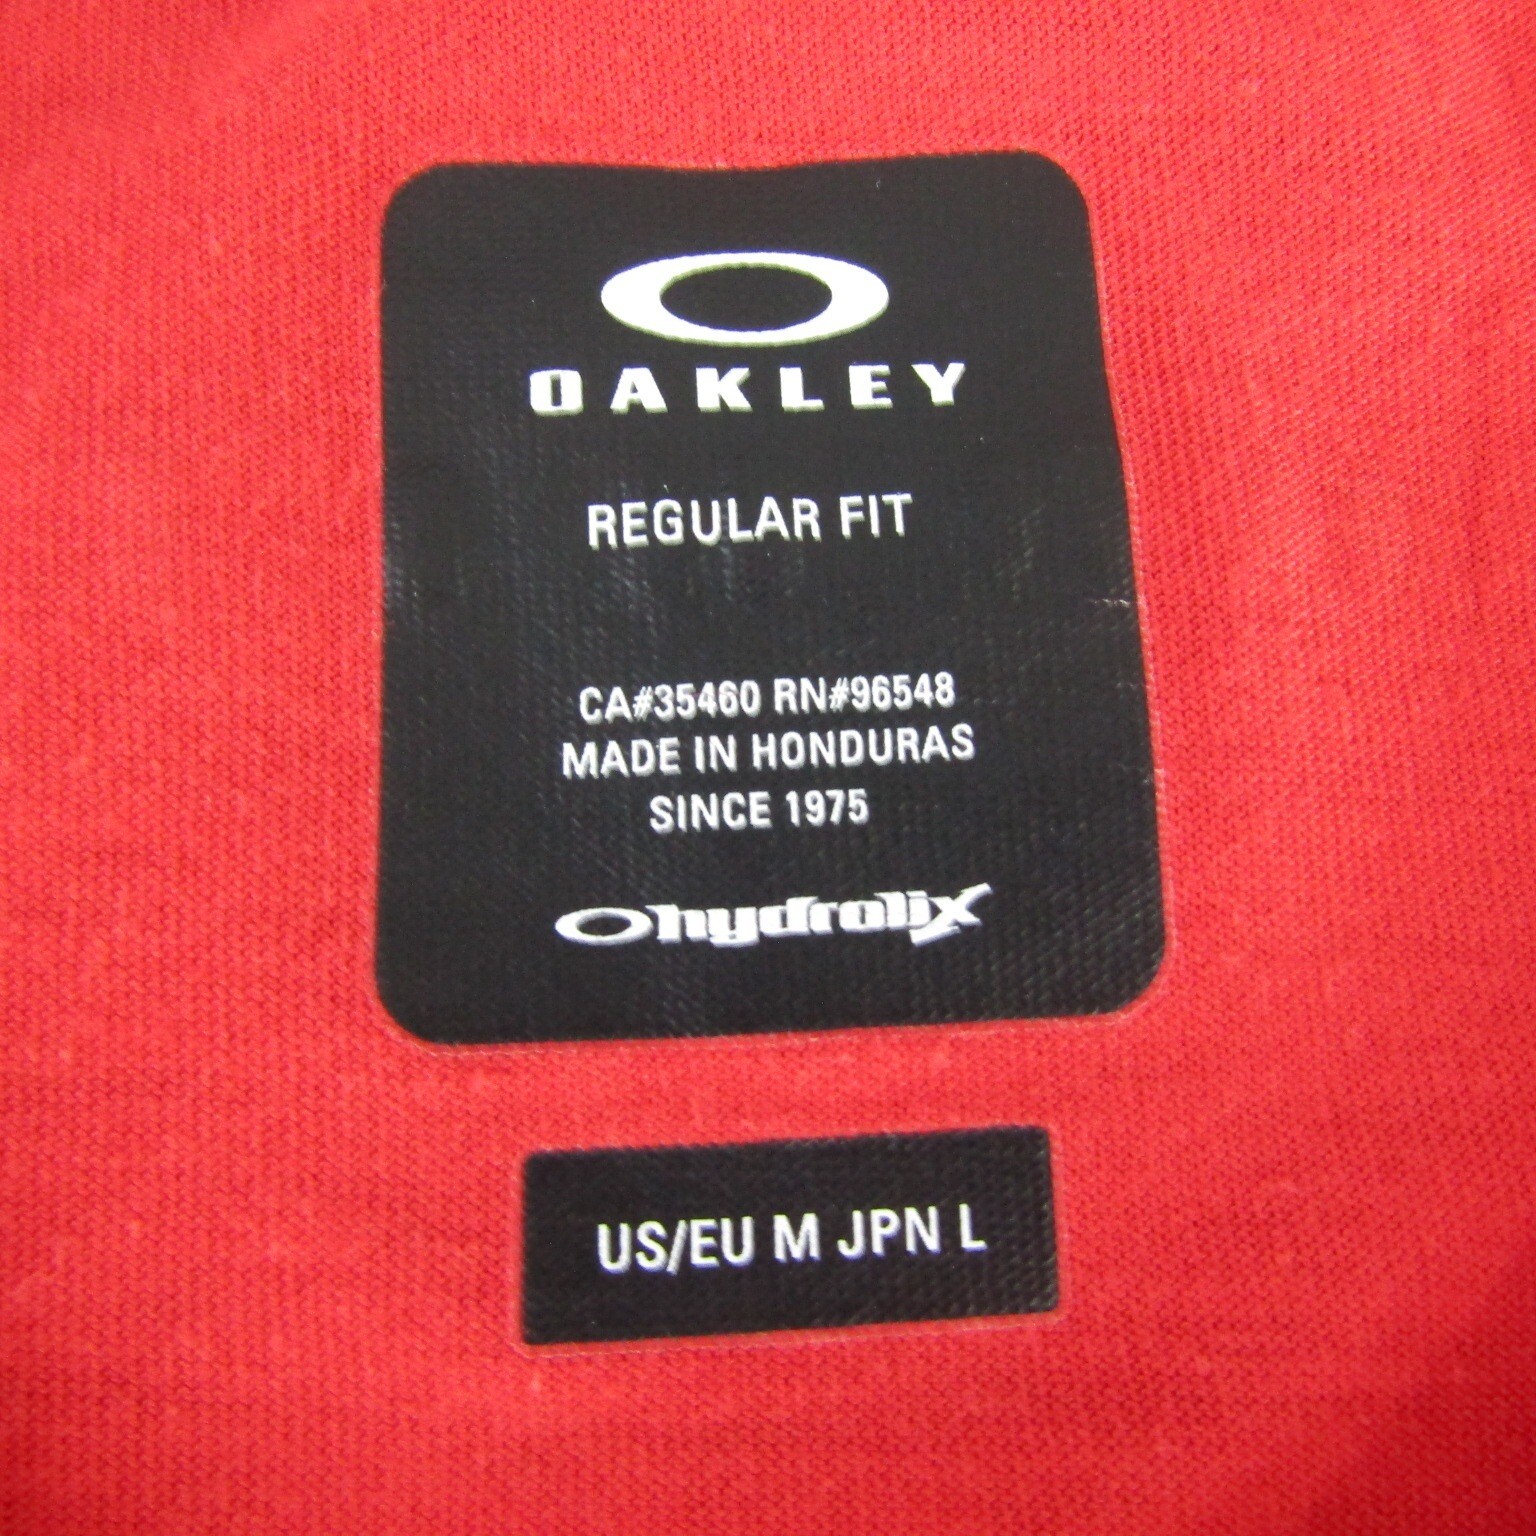 OAKLEY
REGULAR FIT
CA#35460 RN#96548
MADE IN HONDURAS
SINCE 1975
Ohydrolix
US/EU M JPN L